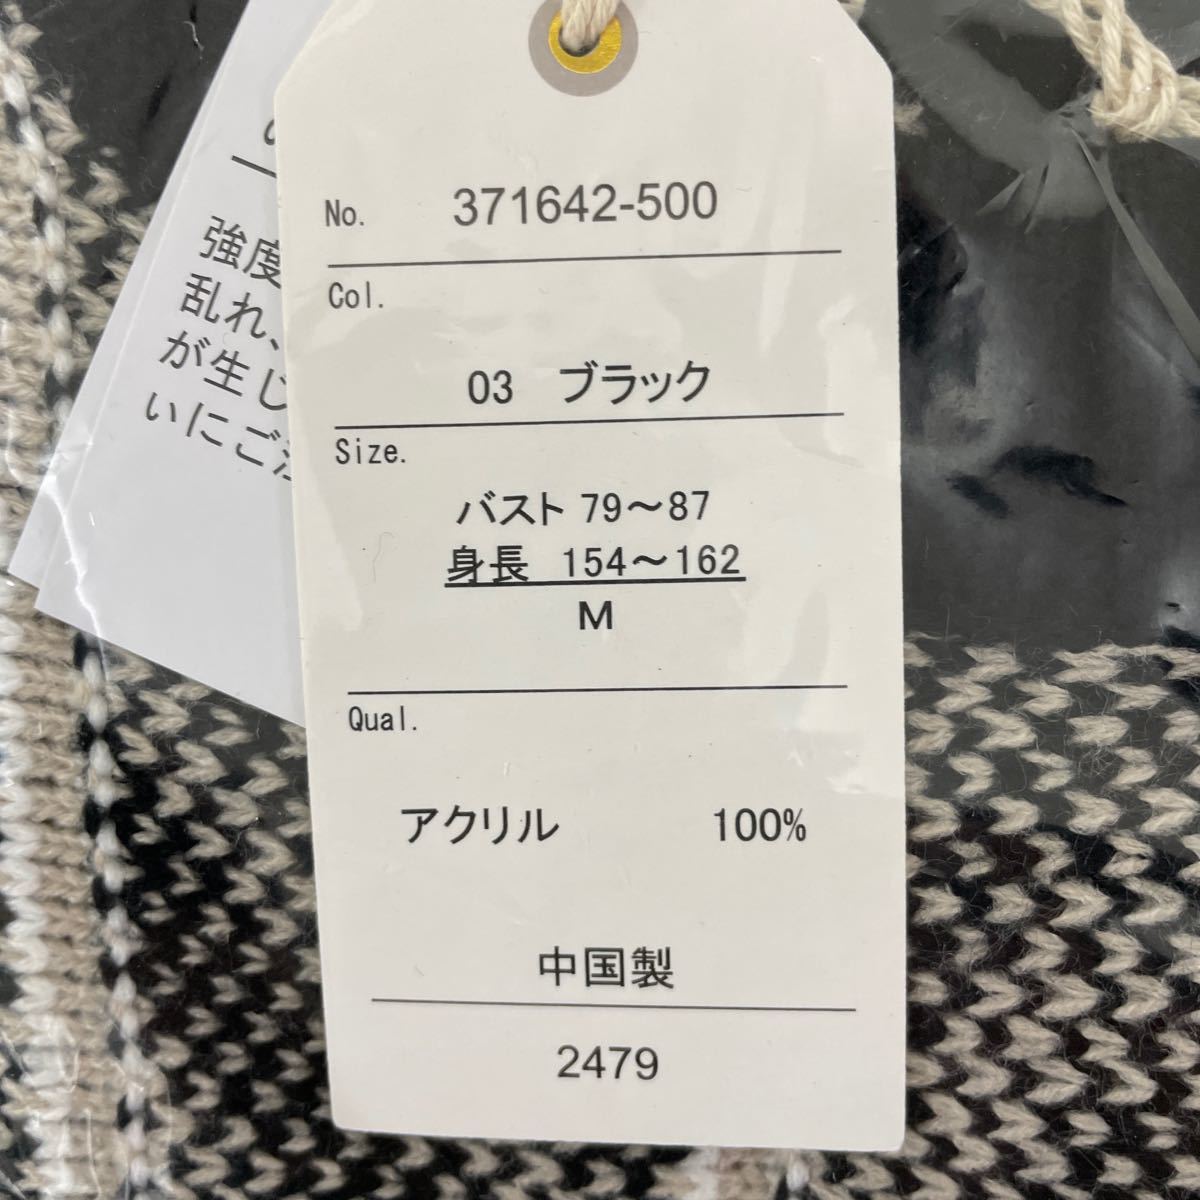 No. 371642-500
Col.
03 ブラック
Size.
バスト 79～87
身長 154～162
M
Qual.
アクリル 100%
中国製
2479
強度
乱れ、
が生じ
いにご注